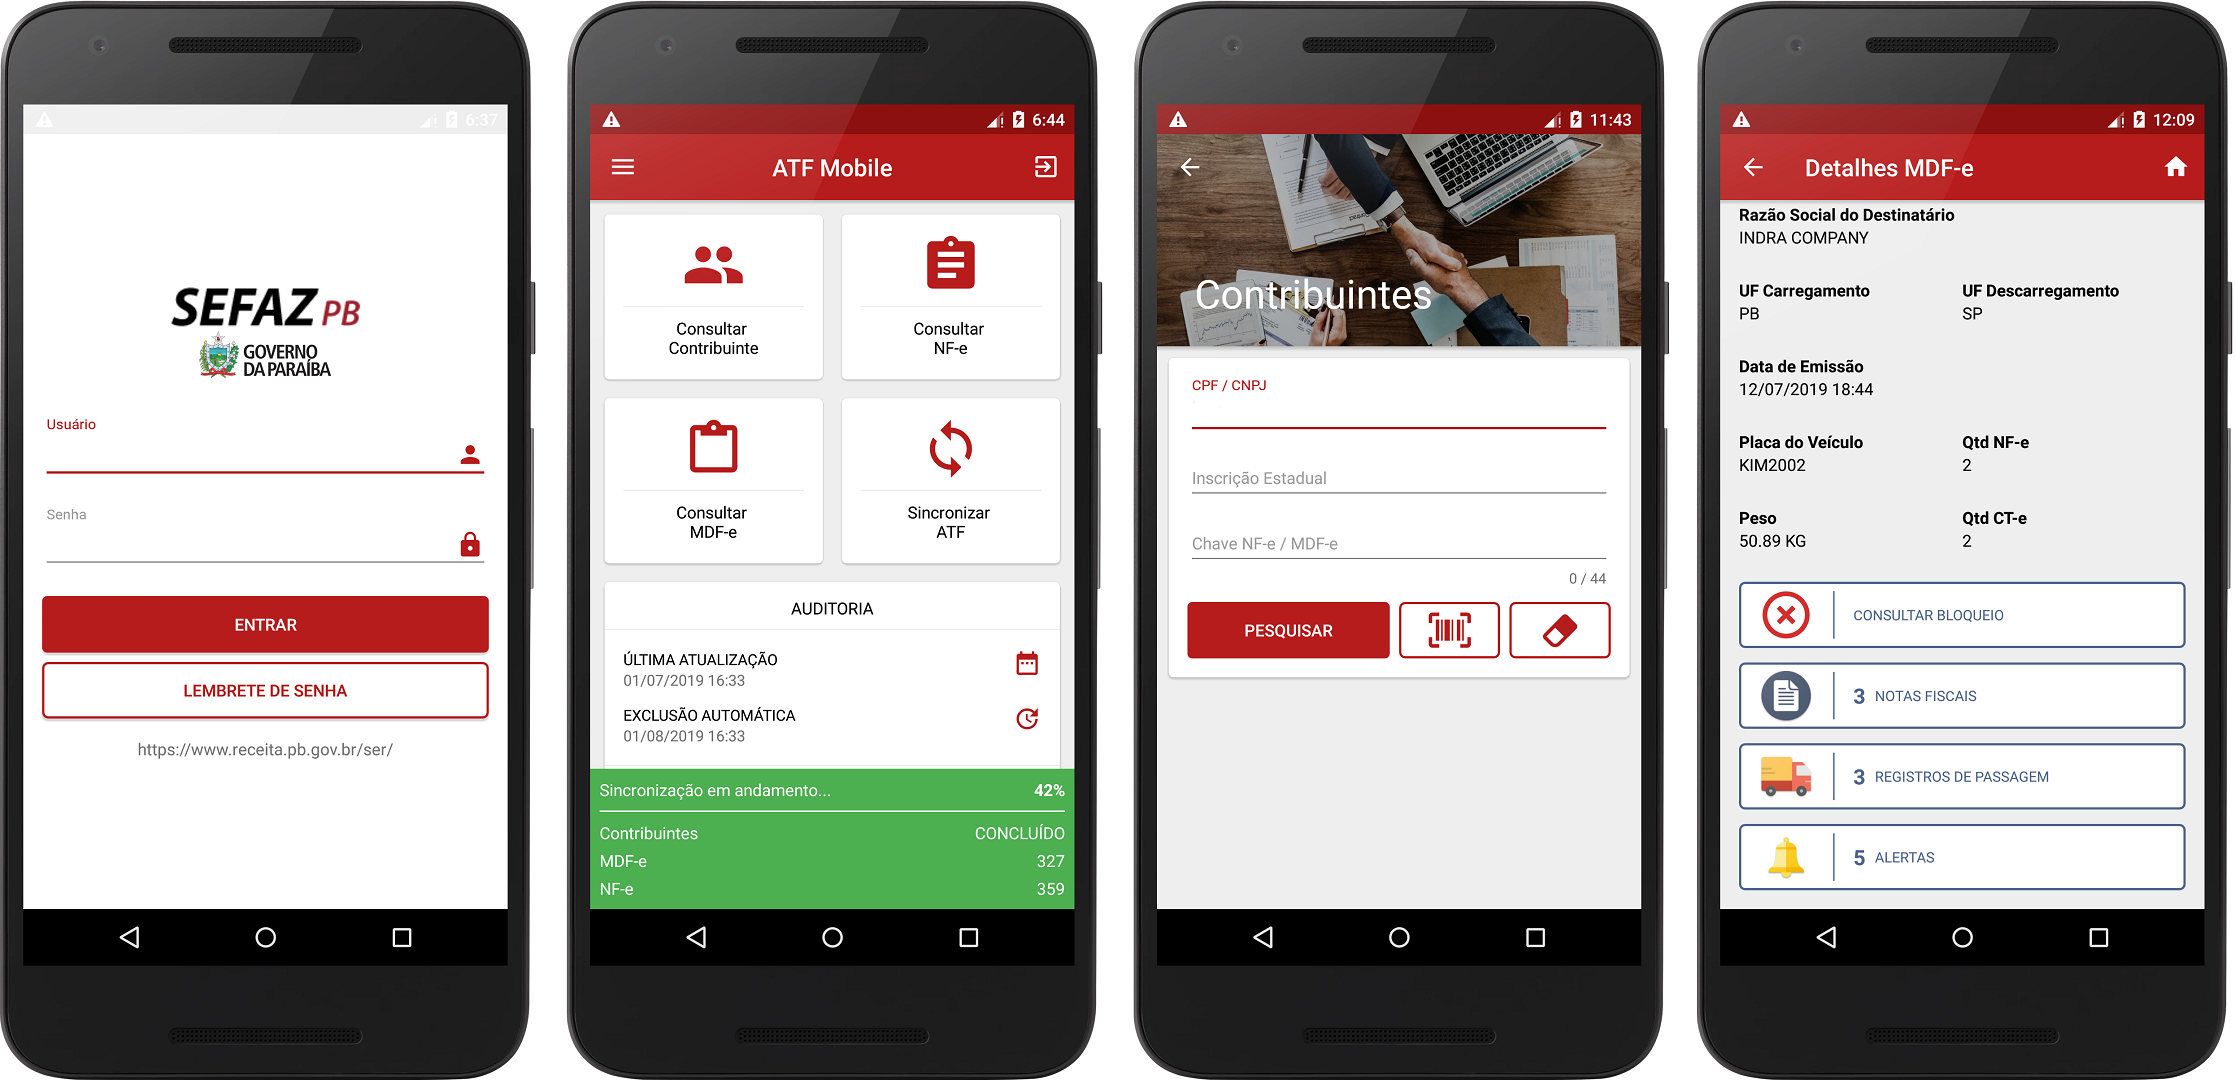 6:37
SEFAZ PB
GOVERNO
DA PARAÍBA
Usuário
Senha
ENTRAR
LEMBRETE DE SENHA
https://www.receita.pb.gov.br/ser/
6:44
ATF Mobile
Consultar
Contribuinte
Consultar
NF-e
Consultar
MDF-e
Sincronizar
ATF
AUDITORIA
ÚLTIMA ATUALIZAÇÃO
01/07/2019 16:33
EXCLUSÃO AUTOMÁTICA
01/08/2019 16:33
Sincronização em andamento... 42%
Contribuintes CONCLUÍDO
MDF-e 327
NF-e 359
11:43
Contribuintes
CPF / CNPJ
Inscrição Estadual
Chave NF-e / MDF-e
0 / 44
PESQUISAR
12:09
Detalhes MDF-e
Razão Social do Destinatário
INDRA COMPANY
UF Carregamento UF Descarregamento
PB SP
Data de Emissão
12/07/2019 18:44
Placa do Veículo Qtd NF-e
KIM2002 2
Peso Qtd CT-e
50.89 KG 2
CONSULTAR BLOQUEIO
3 NOTAS FISCAIS
3 REGISTROS DE PASSAGEM
5 ALERTAS